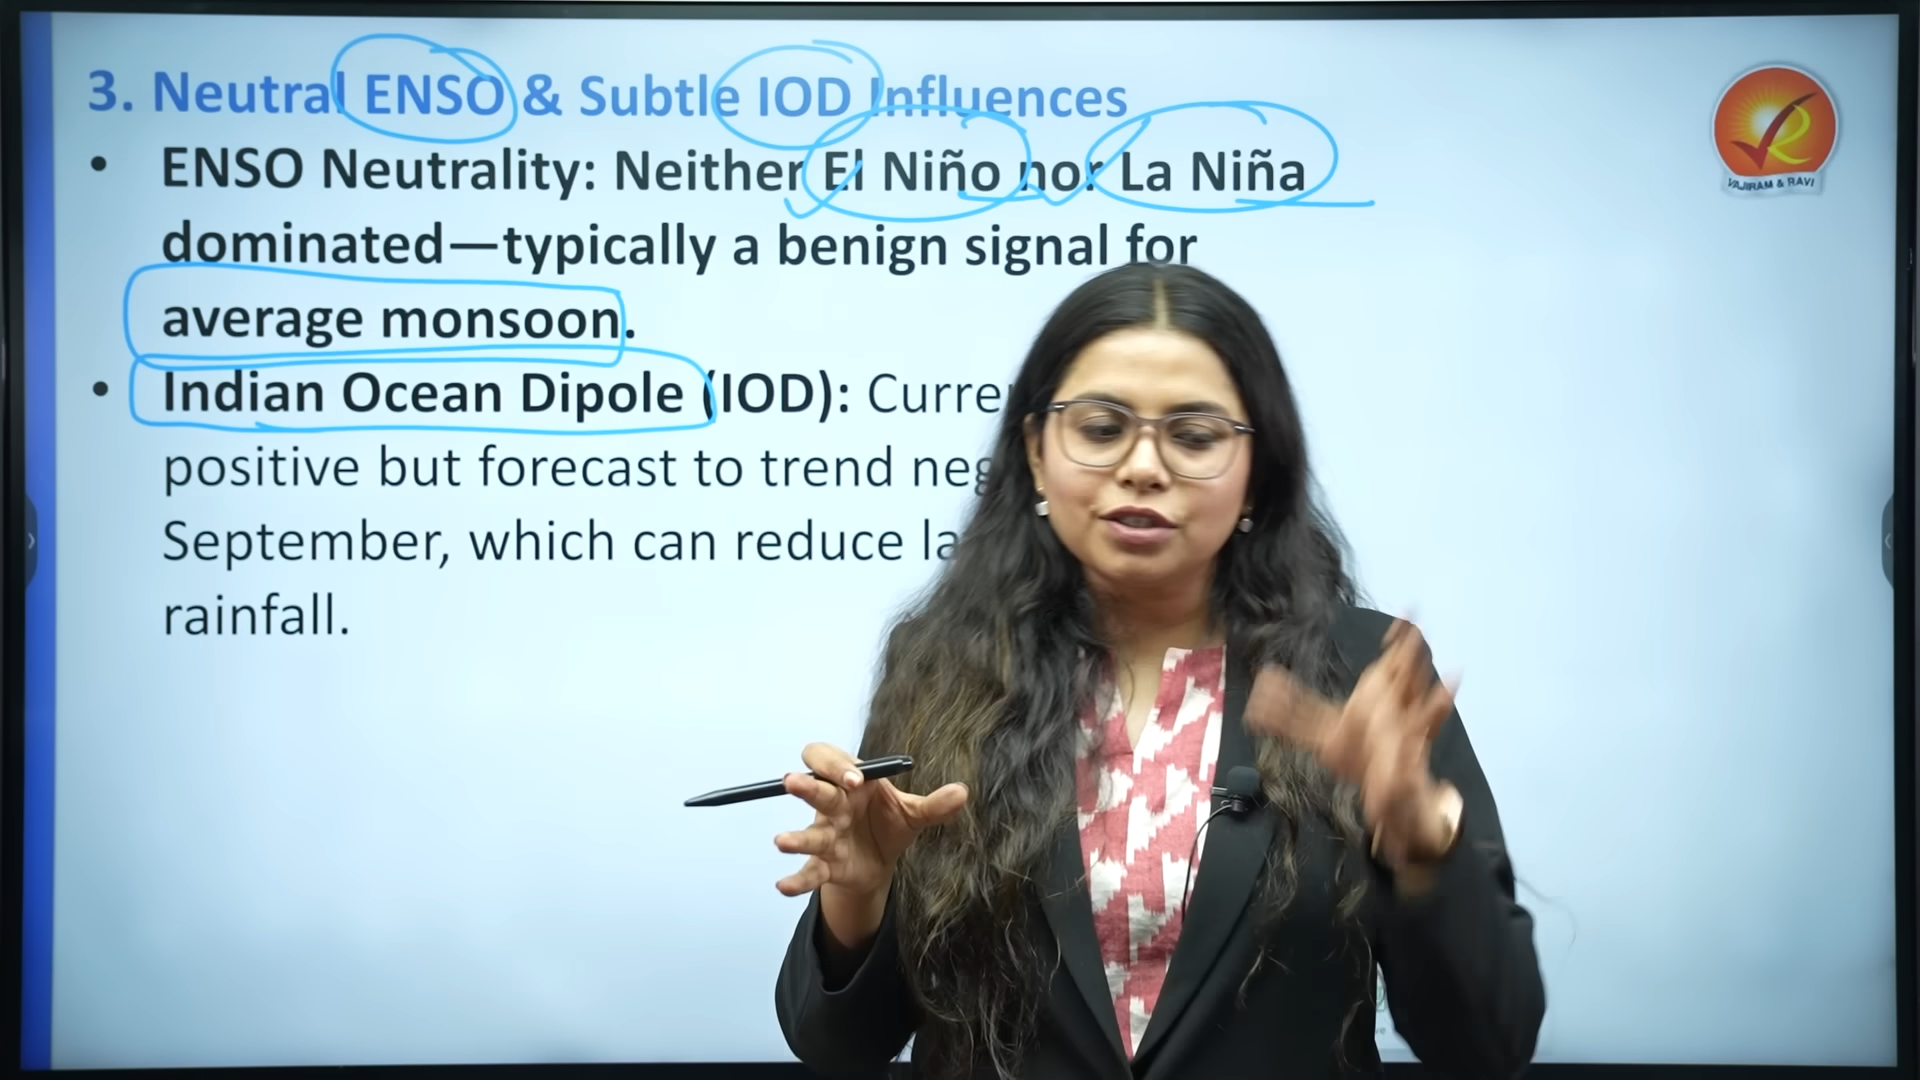 3. Neutral ENSO & Subtle IOD Influences
• ENSO Neutrality: Neither El Niño nor La Niña
dominated—typically a benign signal for
average monsoon.
• Indian Ocean Dipole (IOD):
positive but forecast to trend
September, which can reduce
rainfall.
VAJIRAM & RAVI